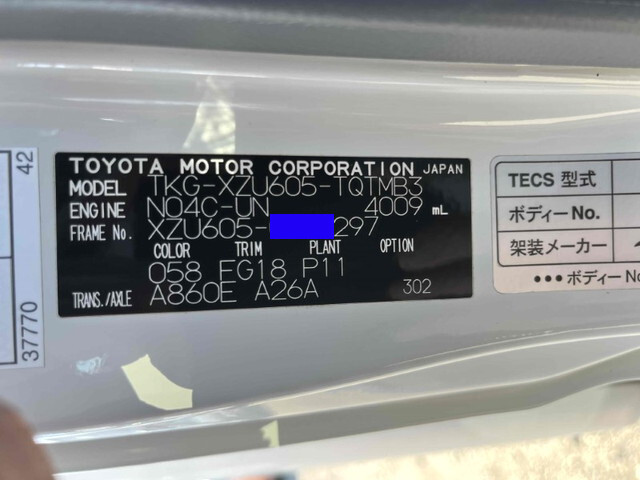 TOYOTA MOTOR CORPORATION JAPAN
MODEL TKG-XZU605-TQTMB3
ENGINE N04C-UN 4009 mL
FRAME No. XZU605- 297
COLOR TRIM PLANT OPTION
058 FG18 P11
TRANS./AXLE A860E A26A 302
42
37770
TECS 型式
ボディーNo.
架装メーカー
•••ボディーNo